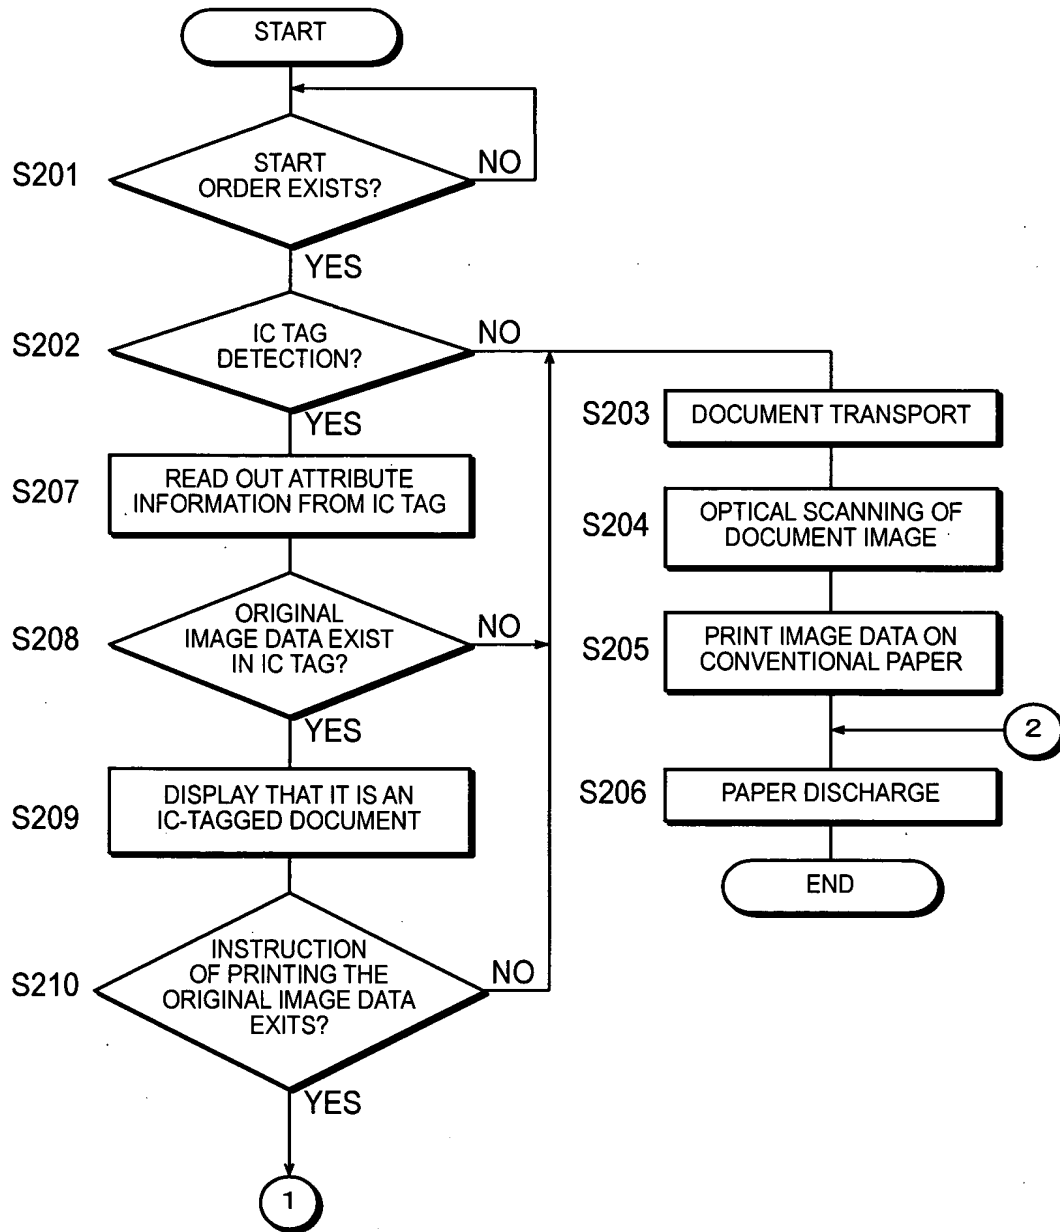 START
S201
START
ORDER EXISTS?
NO
YES
S202
IC TAG
DETECTION?
NO
YES
S207
READ OUT ATTRIBUTE
INFORMATION FROM IC TAG
S208
ORIGINAL
IMAGE DATA EXIST
IN IC TAG?
NO
YES
S209
DISPLAY THAT IT IS AN
IC-TAGGED DOCUMENT
S210
INSTRUCTION
OF PRINTING THE
ORIGINAL IMAGE DATA
EXITS?
NO
YES
1
S203
DOCUMENT TRANSPORT
S204
OPTICAL SCANNING OF
DOCUMENT IMAGE
S205
PRINT IMAGE DATA ON
CONVENTIONAL PAPER
2
S206
PAPER DISCHARGE
END